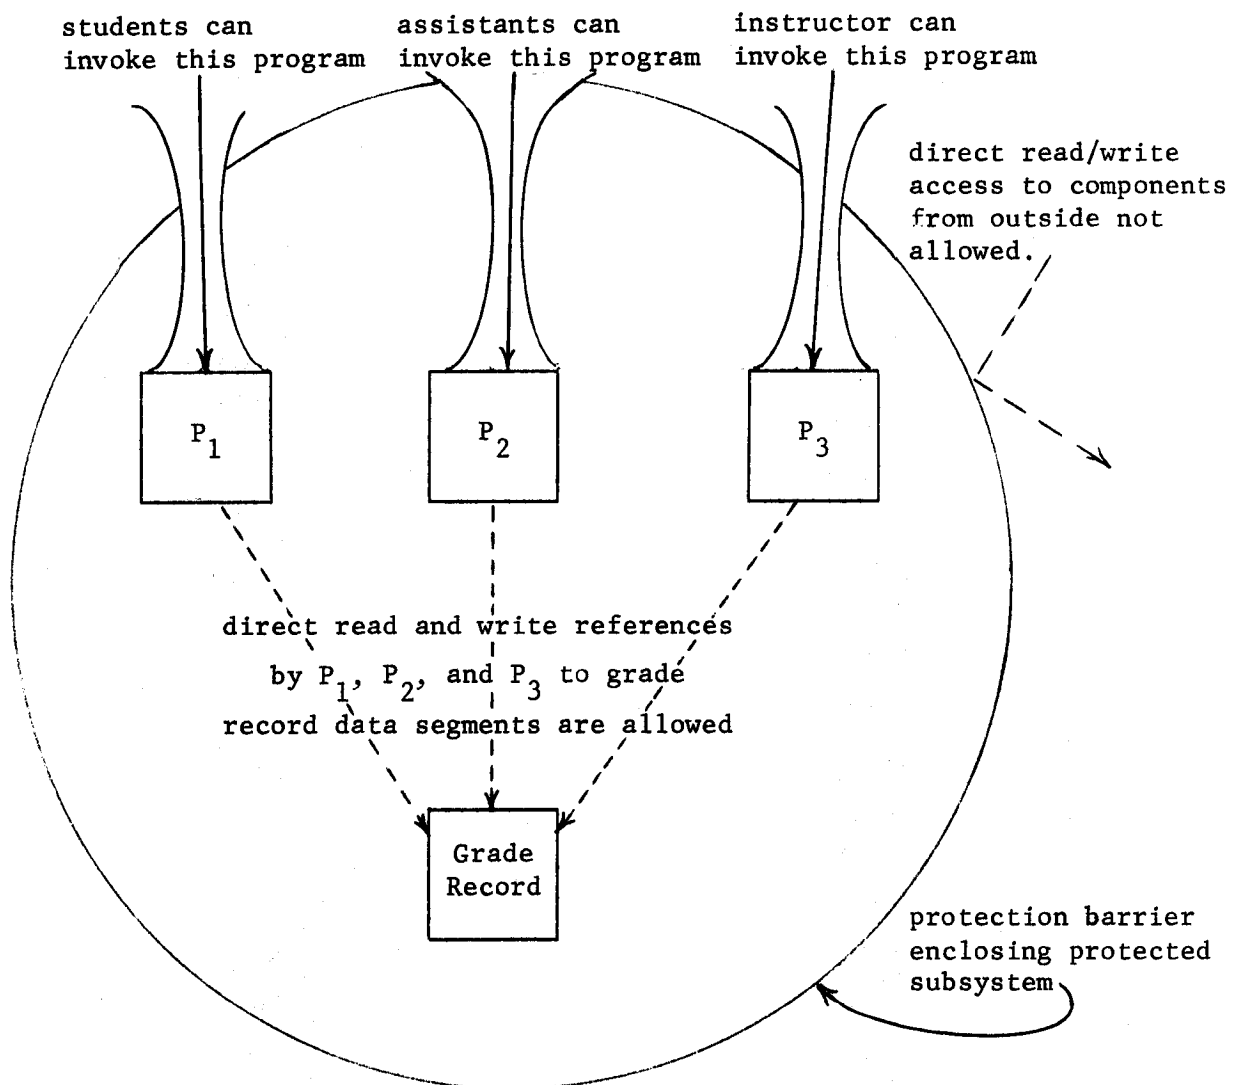 students can
invoke this program
assistants can
invoke this program
instructor can
invoke this program
direct read/write
access to components
from outside not
allowed.
P1
P2
P3
direct read and write references
by P1, P2, and P3 to grade
record data segments are allowed
Grade
Record
protection barrier
enclosing protected
subsystem